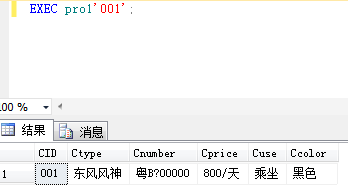 EXEC pro1'001';
100 %
结果 消息
CID Ctype Cnumber Cprice Cuse Ccolor
1 001 东风风神 粤B?00000 800/天 乘坐 黑色